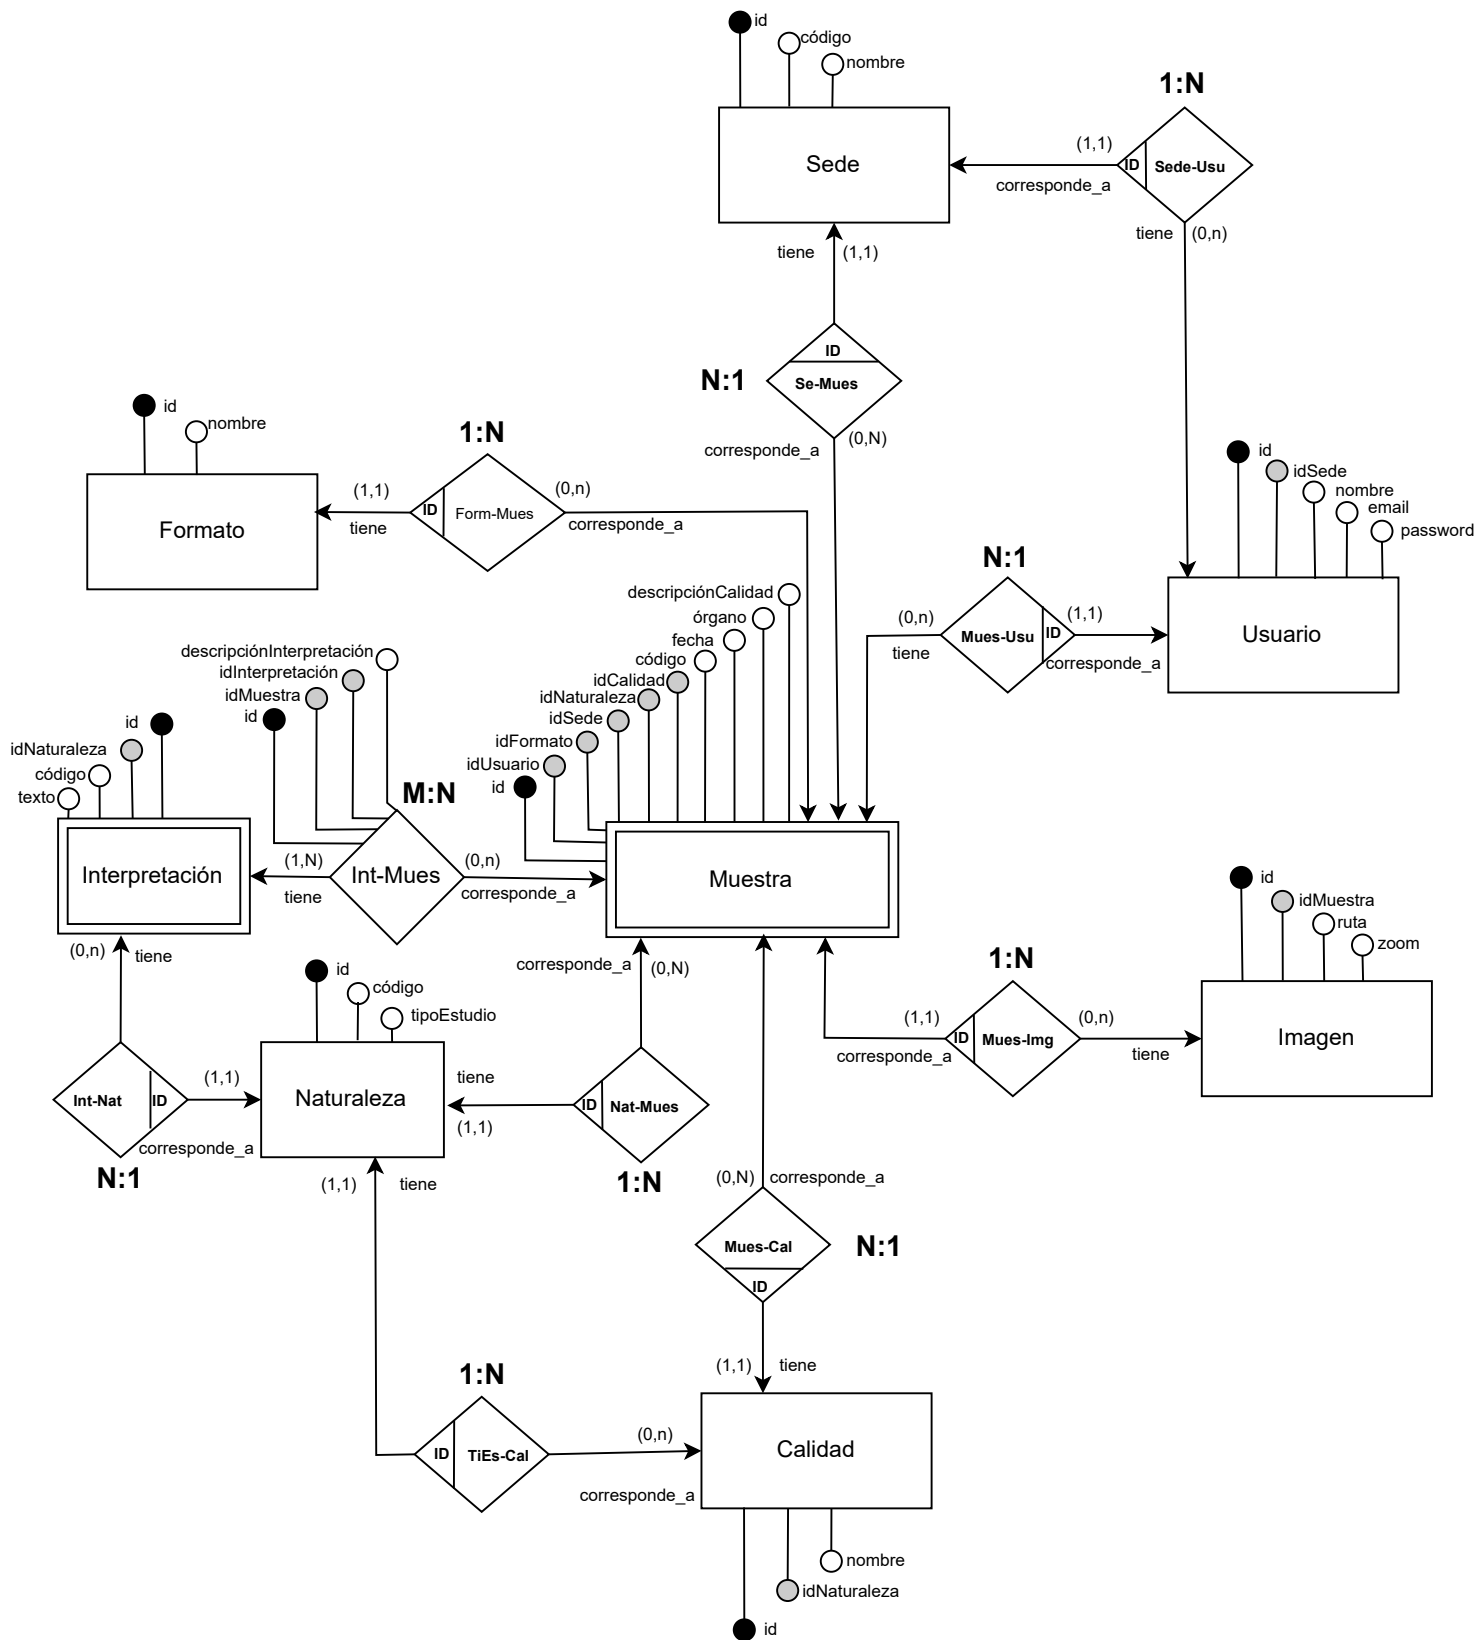 id
código
nombre
Sede
1:N
(1,1)
ID
Sede-Usu
corresponde_a
tiene
(0,n)
tiene
(1,1)
ID
Se-Mues
N:1
(0,N)
corresponde_a
id
nombre
Formato
1:N
(1,1)
ID
Form-Mues
(0,n)
tiene
corresponde_a
id
idSede
nombre
email
password
Usuario
N:1
(0,n)
Mues-Usu
ID
(1,1)
tiene
corresponde_a
descripciónCalidad
órgano
fecha
código
idCalidad
idNaturaleza
idSede
idFormato
idUsuario
id
Muestra
descripciónInterpretación
idInterpretación
idMuestra
id
M:N
Int-Mues
(1,N)
tiene
(0,n)
corresponde_a
id
idNaturaleza
código
texto
Interpretación
(0,n)
tiene
Int-Nat
ID
(1,1)
corresponde_a
N:1
id
código
tipoEstudio
Naturaleza
corresponde_a
(0,N)
tiene
(1,1)
ID
Nat-Mues
1:N
id
idMuestra
ruta
zoom
Imagen
1:N
(1,1)
ID
Mues-Img
(0,n)
corresponde_a
tiene
(1,1)
tiene
(0,N)
corresponde_a
Mues-Cal
ID
N:1
(1,1)
tiene
1:N
ID
TiEs-Cal
(0,n)
corresponde_a
Calidad
nombre
idNaturaleza
id